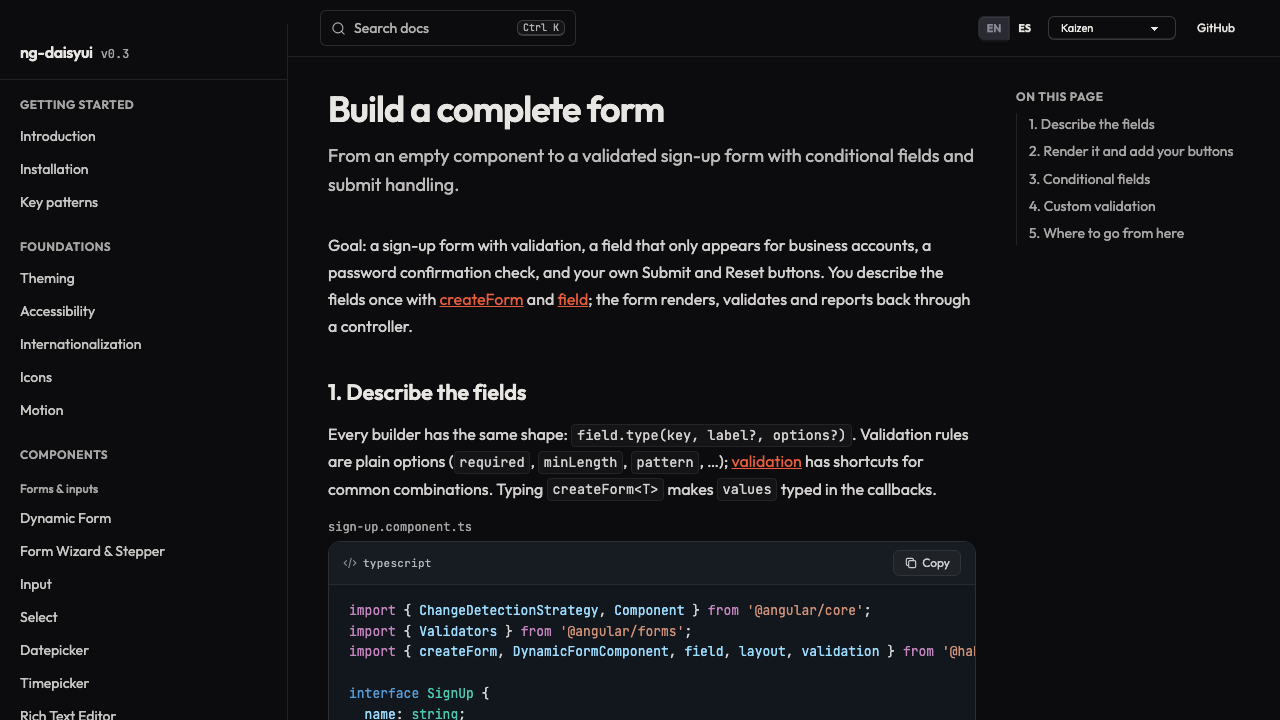 Search docs
Ctrl K
EN
ES
Kaizen
GitHub
ng-daisyui v0.3
GETTING STARTED
Introduction
Installation
Key patterns
FOUNDATIONS
Theming
Accessibility
Internationalization
Icons
Motion
COMPONENTS
Forms & inputs
Dynamic Form
Form Wizard & Stepper
Input
Select
Datepicker
Timepicker
Rich Text Editor
Build a complete form
From an empty component to a validated sign-up form with conditional fields and
submit handling.
Goal: a sign-up form with validation, a field that only appears for business accounts, a
password confirmation check, and your own Submit and Reset buttons. You describe the
fields once with createForm and field; the form renders, validates and reports back through
a controller.
1. Describe the fields
Every builder has the same shape: field.type(key, label?, options?). Validation rules
are plain options (required, minLength, pattern, …); validation has shortcuts for
common combinations. Typing createForm<T> makes values typed in the callbacks.
sign-up.component.ts
</> typescript
Copy
import { ChangeDetectionStrategy, Component } from '@angular/core';
import { Validators } from '@angular/forms';
import { createForm, DynamicFormComponent, field, layout, validation } from
interface SignUp {
name: string;
ON THIS PAGE
1. Describe the fields
2. Render it and add your buttons
3. Conditional fields
4. Custom validation
5. Where to go from here